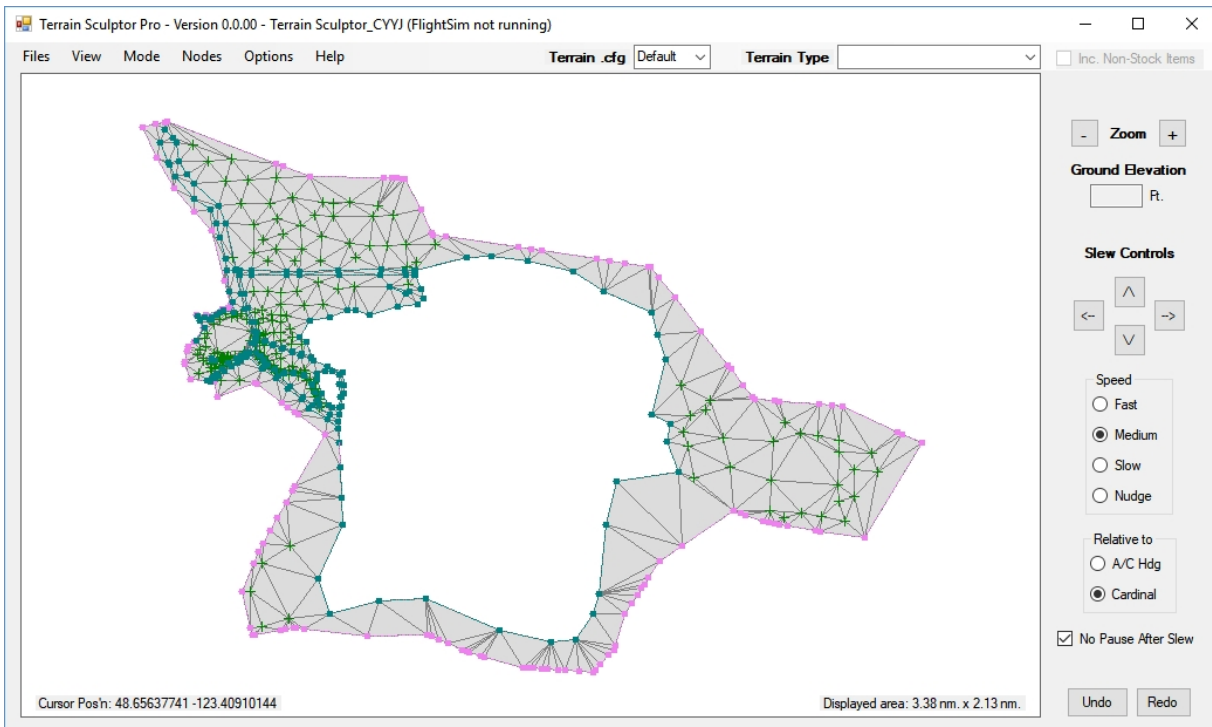 Terrain Sculptor Pro - Version 0.0.00 - Terrain Sculptor_CYYJ (FlightSim not running)
Files View Mode Nodes Options Help Terrain .cfg Default Terrain Type Inc. Non-Stock Items
- Zoom +
Ground Elevation
Ft.
Slew Controls
/\
<-- -->
\/
Speed
Fast
Medium
Slow
Nudge
Relative to
A/C Hdg
Cardinal
No Pause After Slew
Cursor Pos'n: 48.65637741 -123.40910144 Displayed area: 3.38 nm. x 2.13 nm. Undo Redo